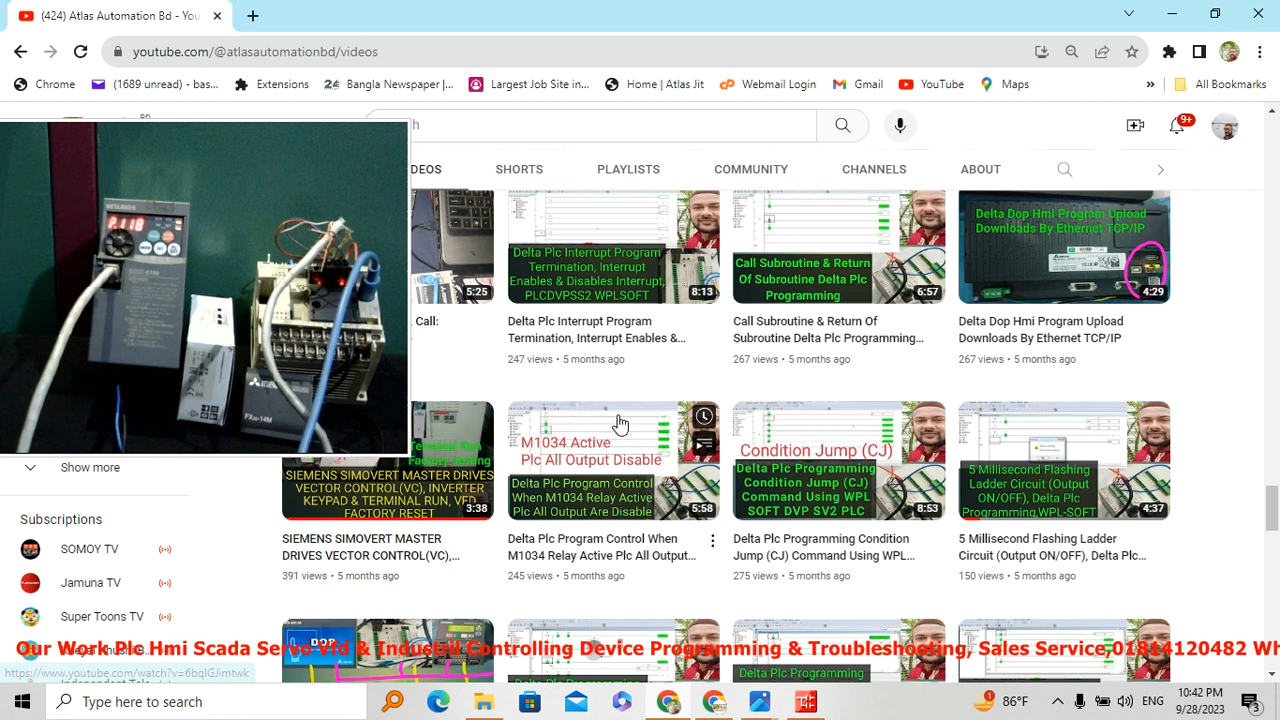 (424) Atlas Automation Bd - You
youtube.com/@atlasautomationbd/videos
Chrome
(1689 unread) - bas...
Extensions
Bangla Newspaper |...
Largest Job Site in...
Home | Atlas Jit
Webmail Login
Gmail
YouTube
Maps
»
All Bookmarks
9+
DEOS
SHORTS
PLAYLISTS
COMMUNITY
CHANNELS
ABOUT
5:25
Delta Plc Interrupt Program
Termination, Interrupt
Enables & Disables Interrupt,
PLCDVPSS2 WPLSOFT
8:13
Call Subroutine & Return
Of Subroutine Delta Plc
Programming
6:57
Delta Dop Hmi Program Upload
Downloads By Ethernet TCP/IP
4:29
Call:
Delta Plc Interrupt Program
Termination, Interrupt Enables &...
247 views • 5 months ago
Call Subroutine & Return Of
Subroutine Delta Plc Programming...
267 views • 5 months ago
Delta Dop Hmi Program Upload
Downloads By Ethernet TCP/IP
267 views • 5 months ago
FX1S-14M
Terminal Run
Factory Setting
SIEMENS SIMOVERT MASTER DRIVES
VECTOR CONTROL(VC), INVERTER
KEYPAD & TERMINAL RUN, VFD
FACTORY RESET
3:38
M1034 Active
Plc All Output Disable
Delta Plc Program Control
When M1034 Relay Active
Plc All Output Are Disable
5:58
Condition Jump (CJ)
Delta Plc Programming
Condition Jump (CJ)
Command Using WPL
SOFT DVP SV2 PLC
8:53
5 Millisecond Flashing
Ladder Circuit (Output
ON/OFF), Delta Plc
Programming,WPL-SOFT
4:37
SIEMENS SIMOVERT MASTER
DRIVES VECTOR CONTROL(VC),...
391 views • 5 months ago
Delta Plc Program Control When
M1034 Relay Active Plc All Output...
245 views • 5 months ago
Delta Plc Programming Condition
Jump (CJ) Command Using WPL...
275 views • 5 months ago
5 Millisecond Flashing Ladder
Circuit (Output ON/OFF), Delta Plc...
150 views • 5 months ago
Show more
Subscriptions
SOMOY TV
Jamuna TV
Super Toons TV
DOP
Our Work Plc Hmi Scada Servo Vfd & Industril Controlling Device Programming & Troubleshooting, Sales Service,01814120482 Wh
https://www.youtube.com/watch?v=6bqIGJimtwk
Delta Plc Programming
Delta Plc Programming
Type here to search
86°F
ENG
10:42 PM
9/28/2023
3